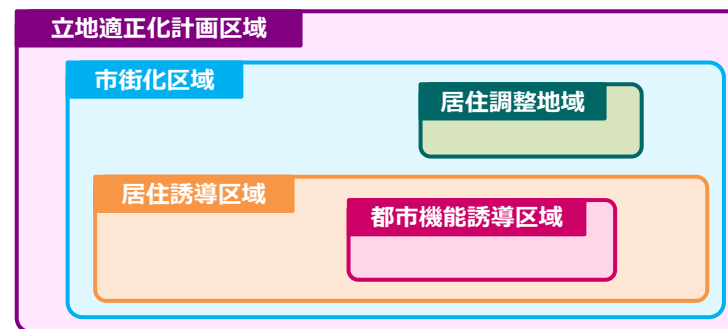 立地適正化計画区域
市街化区域
居住調整地域
居住誘導区域
都市機能誘導区域